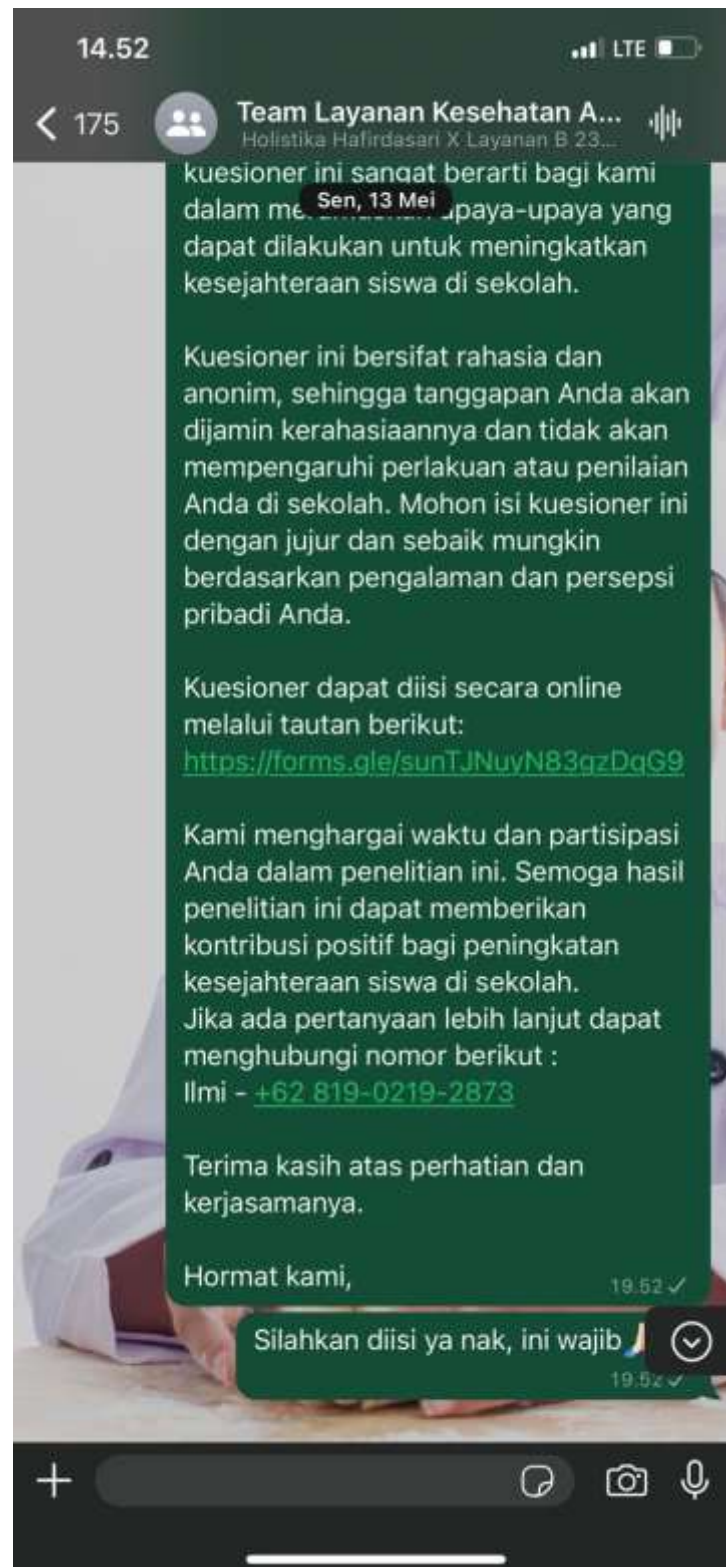 14.52
LTE
175
Team Layanan Kesehatan A...
Holistika Hafirdasari X Layanan B 23...
kuesioner ini sangat berarti bagi kami
Sen, 13 Mei
dalam upaya-upaya yang
dapat dilakukan untuk meningkatkan
kesejahteraan siswa di sekolah.
Kuesioner ini bersifat rahasia dan
anonim, sehingga tanggapan Anda akan
dijamin kerahasiaannya dan tidak akan
mempengaruhi perlakuan atau penilaian
Anda di sekolah. Mohon isi kuesioner ini
dengan jujur dan sebaik mungkin
berdasarkan pengalaman dan persepsi
pribadi Anda.
Kuesioner dapat diisi secara online
melalui tautan berikut:
https://forms.gle/sunTJNuyN83gzDqG9
Kami menghargai waktu dan partisipasi
Anda dalam penelitian ini. Semoga hasil
penelitian ini dapat memberikan
kontribusi positif bagi peningkatan
kesejahteraan siswa di sekolah.
Jika ada pertanyaan lebih lanjut dapat
menghubungi nomor berikut :
Ilmi - +62 819-0219-2873
Terima kasih atas perhatian dan
kerjasamanya.
Hormat kami,
19.52
Silahkan diisi ya nak, ini wajib
19.52